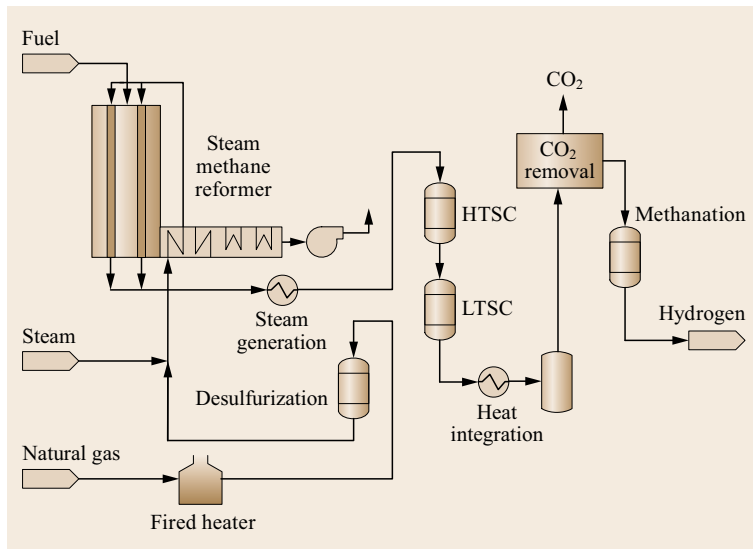 Fuel
Steam
methane
reformer
CO₂
CO₂
removal
HTSC
Methanation
LTSC
Hydrogen
Steam
generation
Steam
Desulfurization
Heat
integration
Natural gas
Fired heater